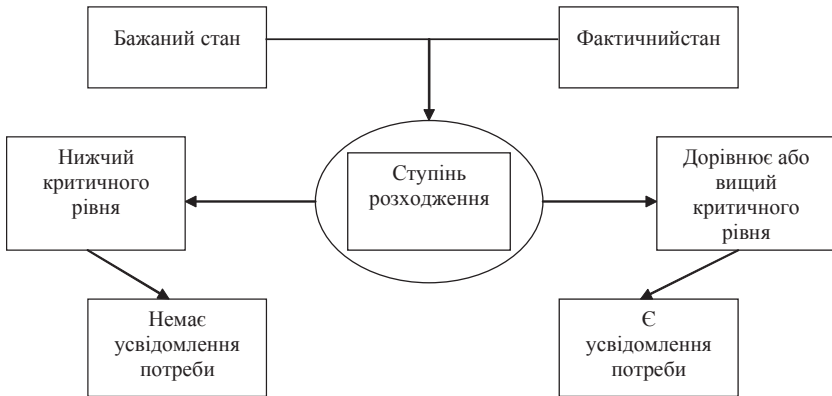 Бажаний стан
Фактичнийстан
Нижчий
критичного
рівня
Ступінь
розходження
Дорівнює або
вищий
критичного
рівня
Немає
усвідомлення
потреби
Є
усвідомлення
потреби